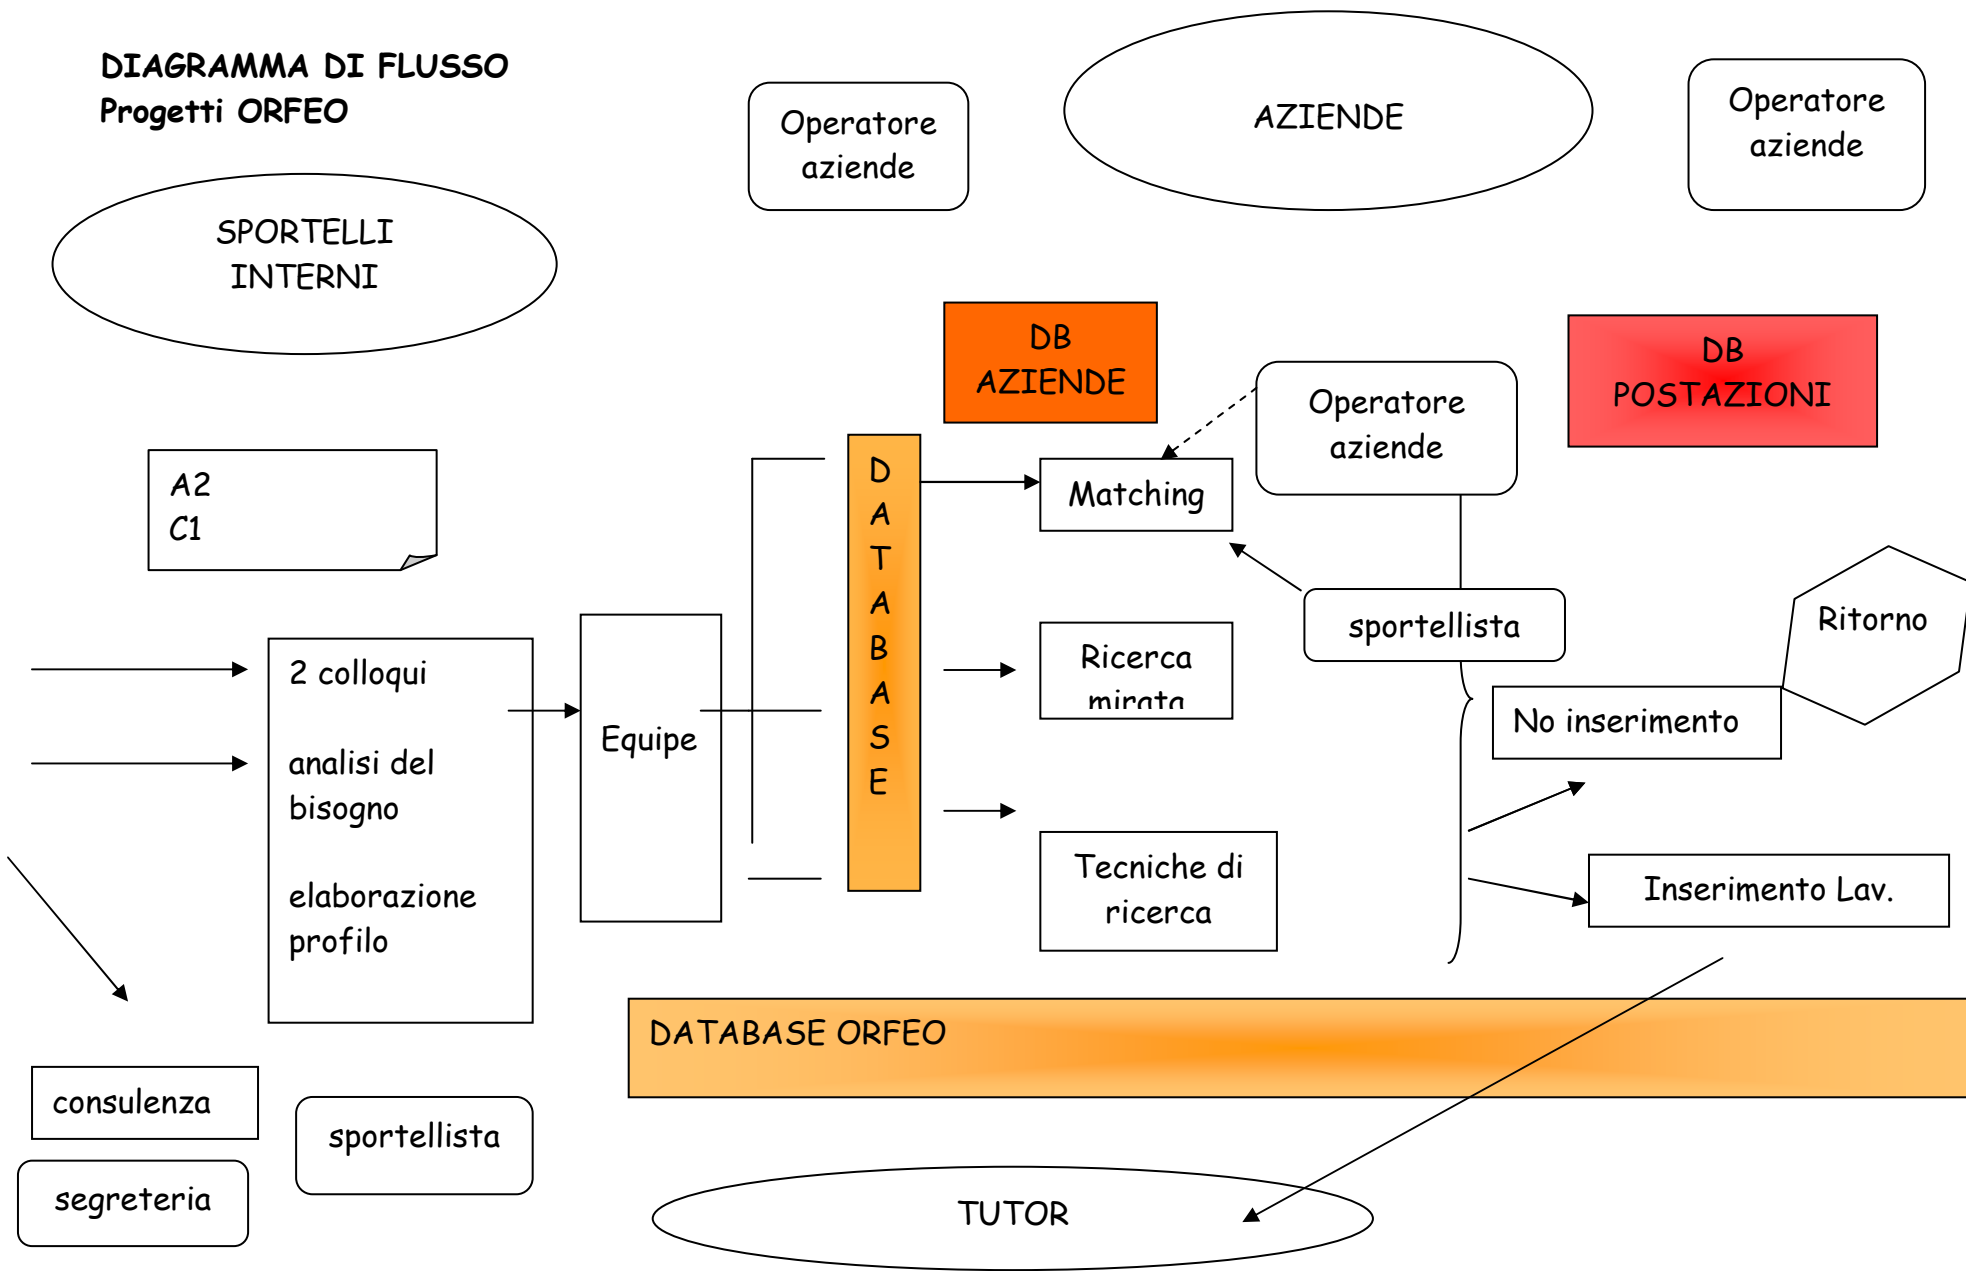 DIAGRAMMA DI FLUSSO
Progetti ORFEO
Operatore
aziende
AZIENDE
Operatore
aziende
SPORTELLI
INTERNI
DB
AZIENDE
DB
POSTAZIONI
Operatore
aziende
A2
C1
D
A
T
A
B
A
S
E
Matching
sportellista
Ritorno
2 colloqui
analisi del
bisogno
elaborazione
profilo
Equipe
Ricerca
mirata
No inserimento
Tecniche di
ricerca
Inserimento Lav.
DATABASE ORFEO
consulenza
sportellista
segreteria
TUTOR